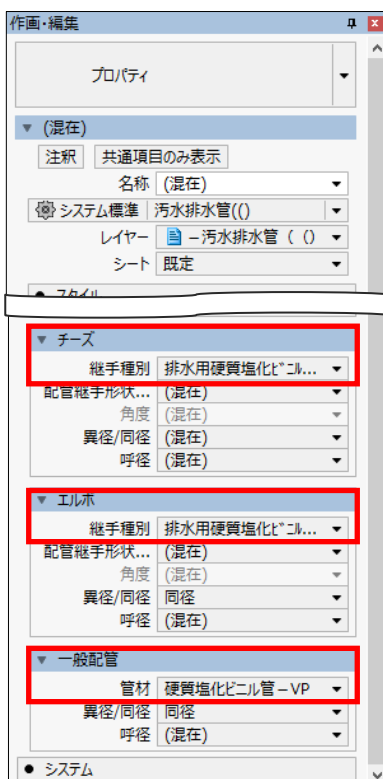 作画・編集
プロパティ
(混在)
注釈 共通項目のみ表示
名称 (混在)
システム標準 汚水排水管(()
レイヤー －汚水排水管（ ()
シート 既定
スタイル
チーズ
継手種別 排水用硬質塩化ﾋﾞﾆﾙ...
配管継手形状... (混在)
角度 (混在)
異径/同径 (混在)
呼径 (混在)
エルボ
継手種別 排水用硬質塩化ﾋﾞﾆﾙ...
配管継手形状... (混在)
角度 (混在)
異径/同径 同径
呼径 (混在)
一般配管
管材 硬質塩化ビニル管－VP
異径/同径 同径
呼径 (混在)
システム